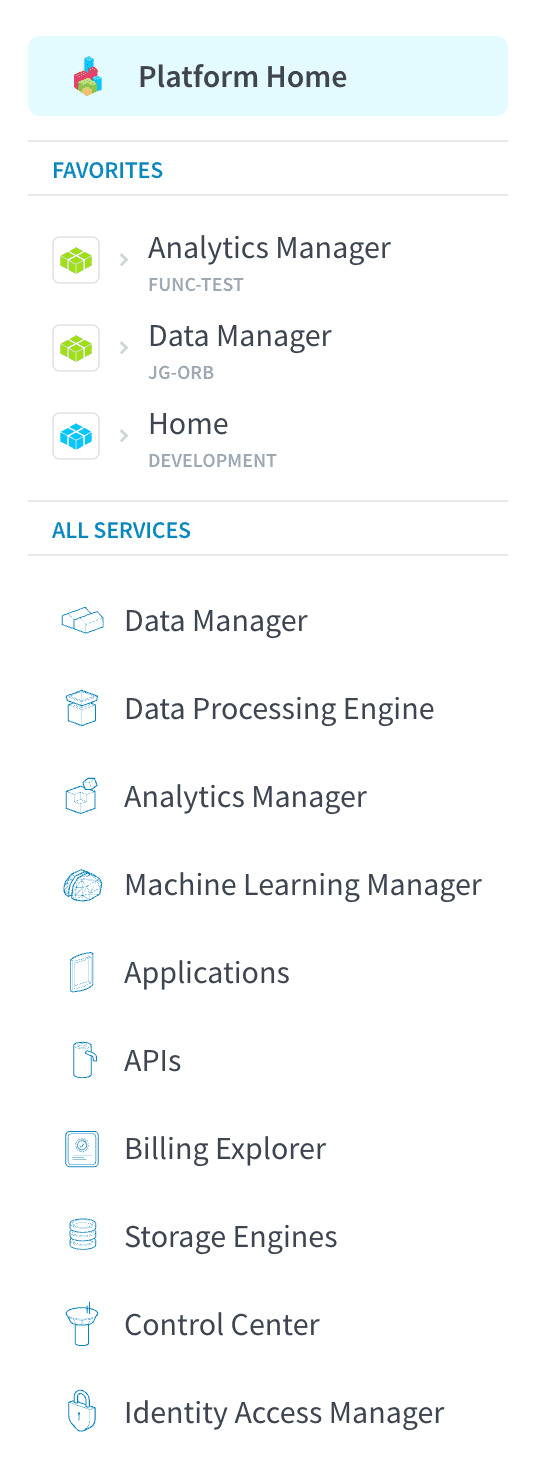 Platform Home
FAVORITES
Analytics Manager
FUNC-TEST
Data Manager
JG-ORB
Home
DEVELOPMENT
ALL SERVICES
Data Manager
Data Processing Engine
Analytics Manager
Machine Learning Manager
Applications
APIs
Billing Explorer
Storage Engines
Control Center
Identity Access Manager